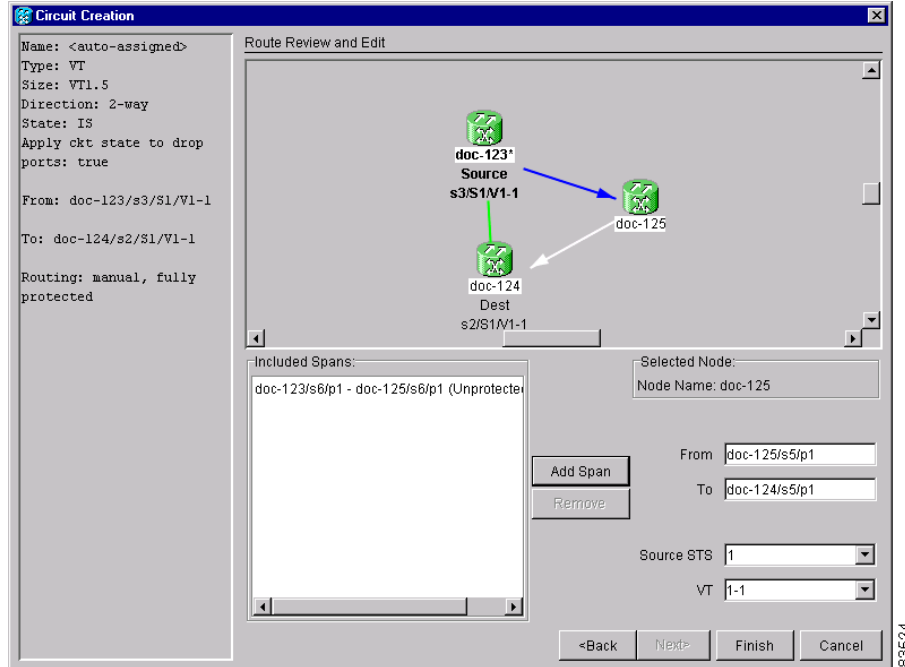 Circuit Creation
Name: <auto-assigned>
Type: VT
Size: VT1.5
Direction: 2-way
State: IS
Apply ckt state to drop
ports: true
From: doc-123/s3/S1/V1-1
To: doc-124/s2/S1/V1-1
Routing: manual, fully
protected
Route Review and Edit
doc-123*
Source
s3/S1/V1-1
doc-125
doc-124
Dest
s2/S1/V1-1
Included Spans:
doc-123/s6/p1 - doc-125/s6/p1 (Unprotected
Selected Node:
Node Name: doc-125
Add Span
Remove
From doc-125/s5/p1
To doc-124/s5/p1
Source STS 1
VT 1-1
<Back Next> Finish Cancel